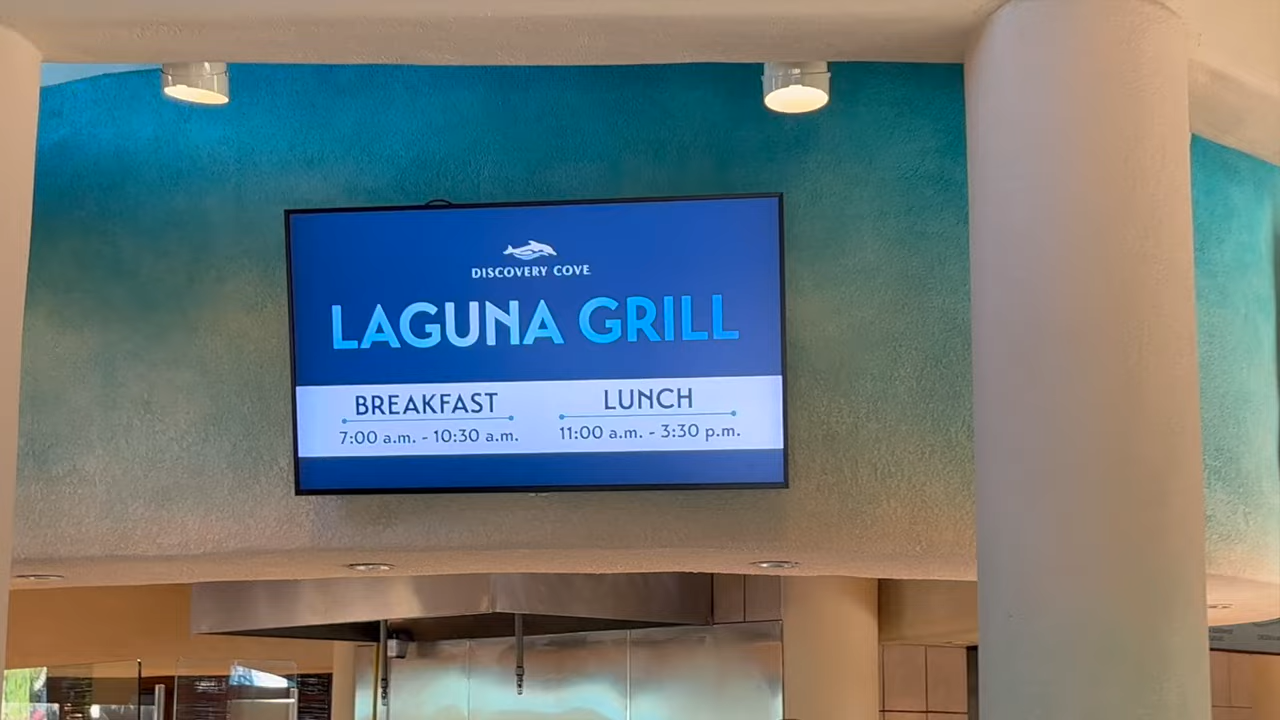 DISCOVERY COVE
LAGUNA GRILL
BREAKFAST
7:00 a.m. - 10:30 a.m.
LUNCH
11:00 a.m. - 3:30 p.m.